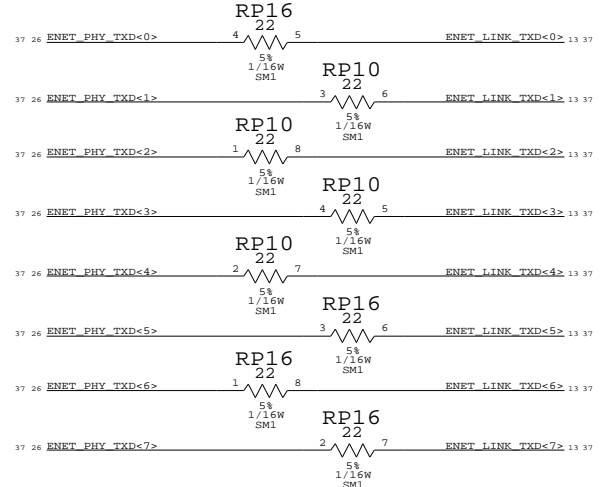 RP16
22
37 26 ENET_PHY_TXD<0> 4 5 ENET_LINK_TXD<0> 13 37
5%
1/16W
SM1
RP10
22
37 26 ENET_PHY_TXD<1> 3 6 ENET_LINK_TXD<1> 13 37
5%
1/16W
SM1
RP10
22
37 26 ENET_PHY_TXD<2> 1 8 ENET_LINK_TXD<2> 13 37
5%
1/16W
SM1
RP10
22
37 26 ENET_PHY_TXD<3> 4 5 ENET_LINK_TXD<3> 13 37
5%
1/16W
SM1
RP10
22
37 26 ENET_PHY_TXD<4> 2 7 ENET_LINK_TXD<4> 13 37
5%
1/16W
SM1
RP16
22
37 26 ENET_PHY_TXD<5> 3 6 ENET_LINK_TXD<5> 13 37
5%
1/16W
SM1
RP16
22
37 26 ENET_PHY_TXD<6> 1 8 ENET_LINK_TXD<6> 13 37
5%
1/16W
SM1
RP16
22
37 26 ENET_PHY_TXD<7> 2 7 ENET_LINK_TXD<7> 13 37
5%
1/16W
SM1